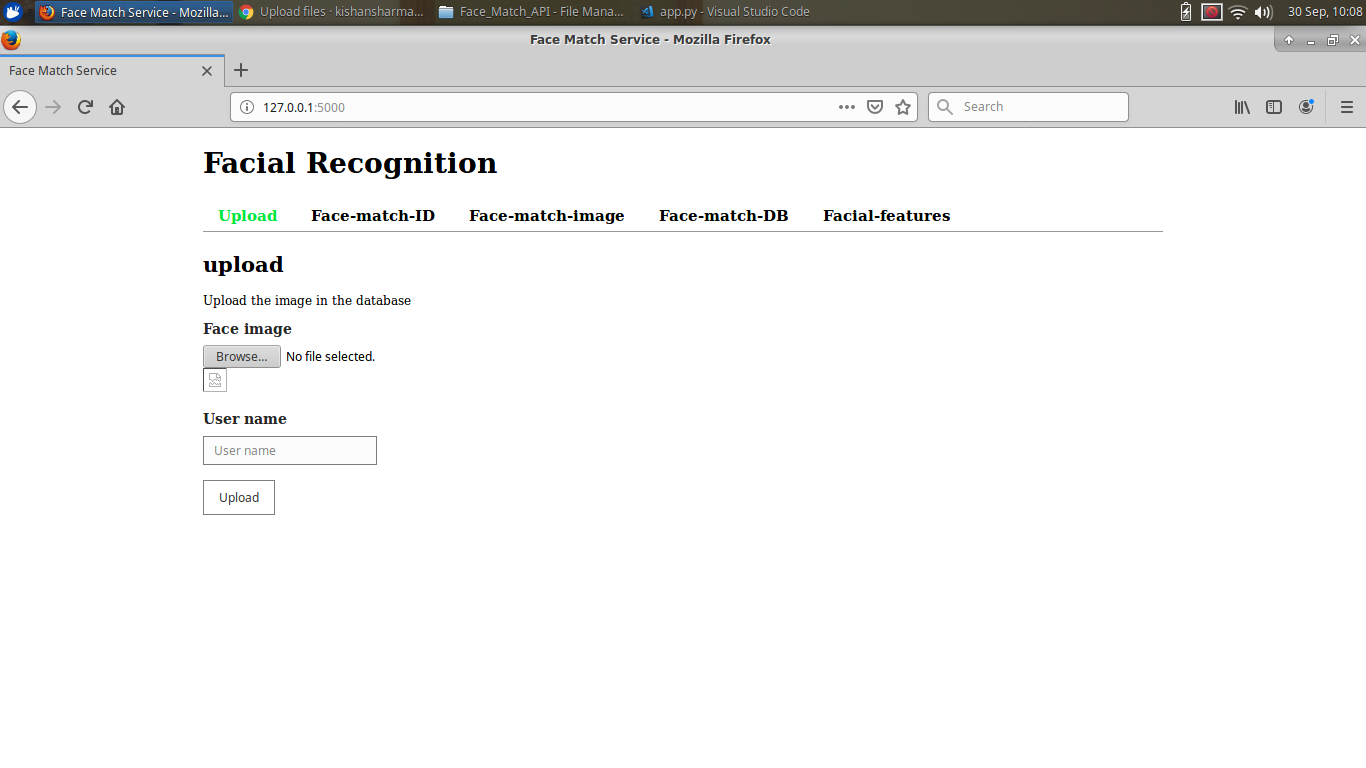 Face Match Service - Mozilla... Upload files · kishansharma... Face_Match_API - File Mana... app.py - Visual Studio Code 30 Sep, 10:08
Face Match Service - Mozilla Firefox
Face Match Service
127.0.0.1:5000 Search
Facial Recognition
Upload Face-match-ID Face-match-image Face-match-DB Facial-features
upload
Upload the image in the database
Face image
Browse... No file selected.
User name
User name
Upload